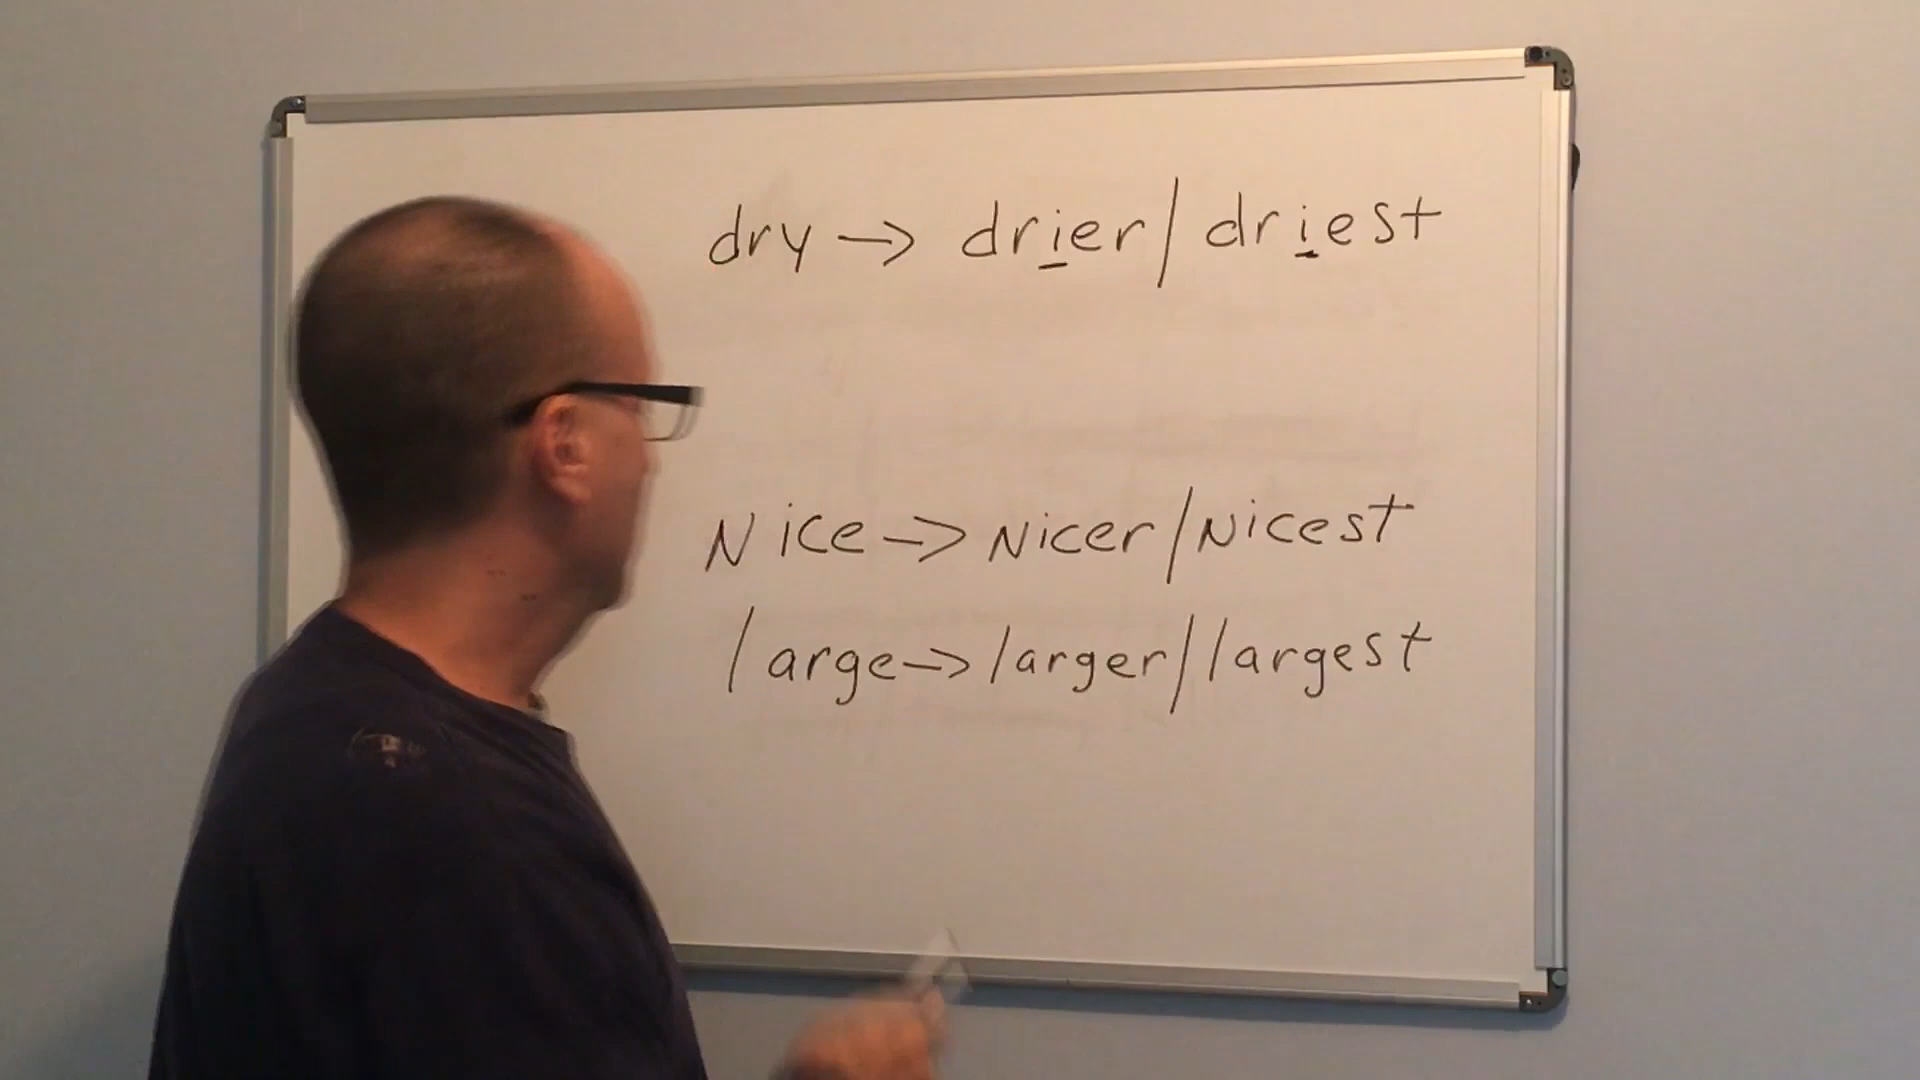 dry → drier/driest
Nice → Nicer/Nicest
large → larger/largest